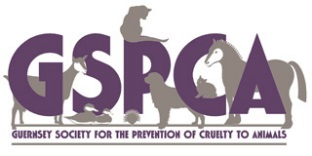 GSPCA
GUERNSEY SOCIETY FOR THE PREVENTION OF CRUELTY TO ANIMALS